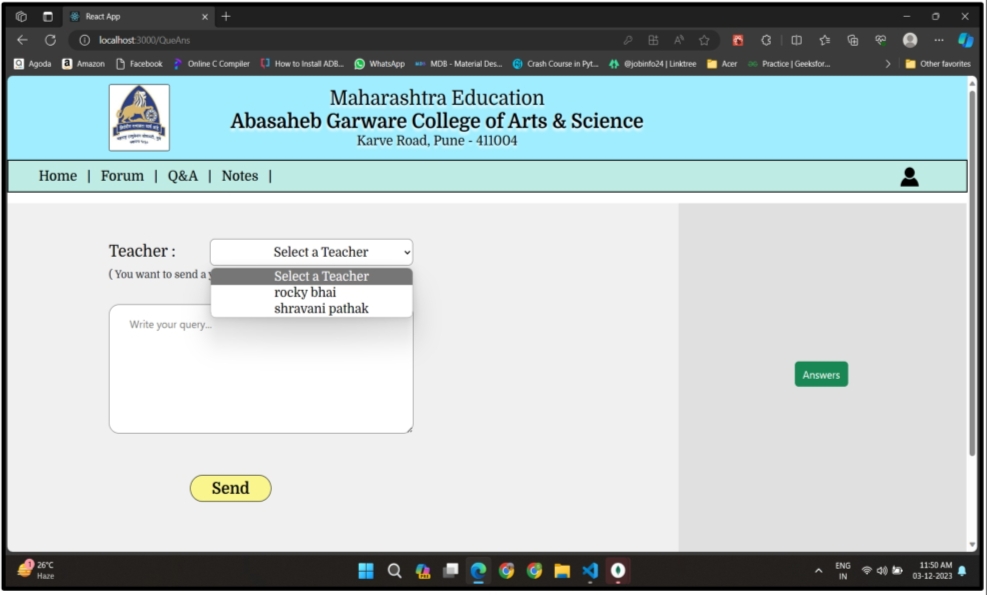 React App
localhost:3000/QueAns
Agoda Amazon Facebook Online C Compiler How to Install ADB... WhatsApp MDB - Material Des... Crash Course in Pyt... @jobinfo24 | Linktree Acer Practice | Geeksfor... Other favorites
Maharashtra Education
Abasaheb Garware College of Arts & Science
Karve Road, Pune - 411004
Home | Forum | Q&A | Notes |
Teacher : Select a Teacher
( You want to send a
Select a Teacher
rocky bhai
shravani pathak
Write your query...
Answers
Send
26°C
Haze
ENG
IN
11:50 AM
03-12-2023